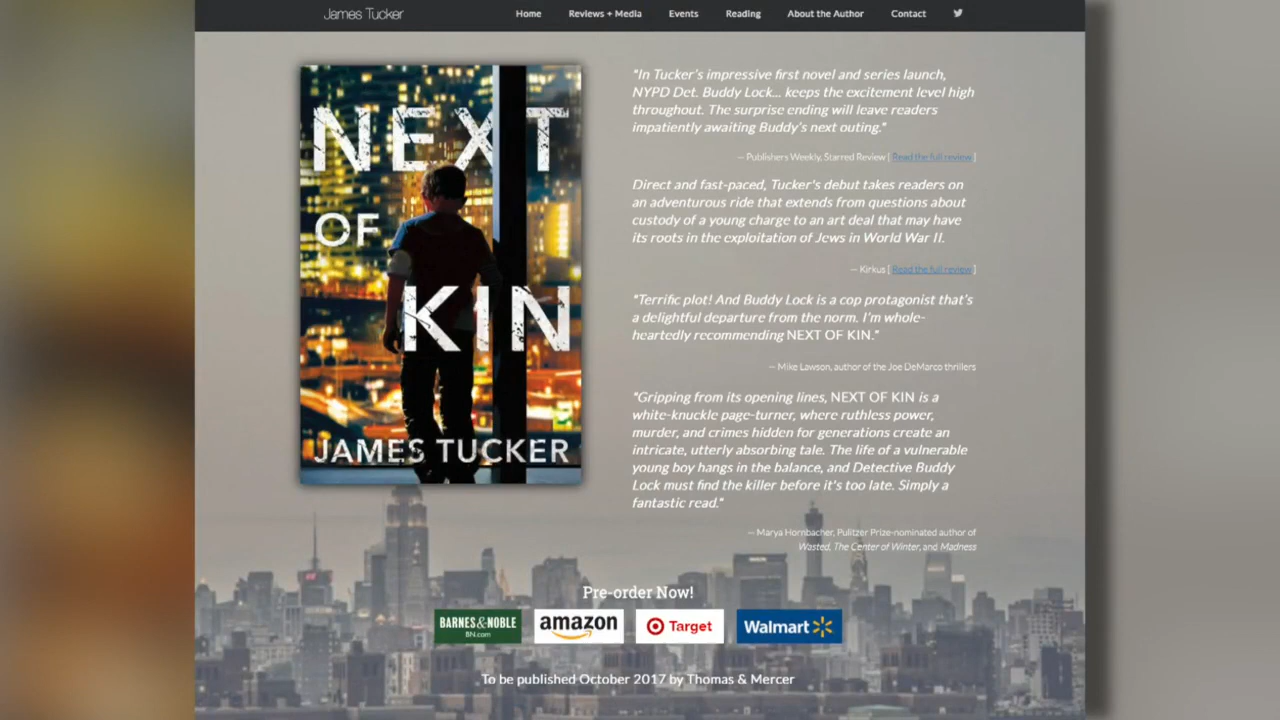 James Tucker
Home Reviews + Media Events Reading About the Author Contact
NEXT
OF
KIN
JAMES TUCKER
"In Tucker's impressive first novel and series launch,
NYPD Det. Buddy Lock... keeps the excitement level high
throughout. The surprise ending will leave readers
impatiently awaiting Buddy's next outing."
— Publishers Weekly, Starred Review [ Read the full review ]
Direct and fast-paced, Tucker's debut takes readers on
an adventurous ride that extends from questions about
custody of a young charge to an art deal that may have
its roots in the exploitation of Jews in World War II.
— Kirkus [ Read the full review ]
"Terrific plot! And Buddy Lock is a cop protagonist that's
a delightful departure from the norm. I'm whole-
heartedly recommending NEXT OF KIN."
— Mike Lawson, author of the Joe DeMarco thrillers
"Gripping from its opening lines, NEXT OF KIN is a
white-knuckle page-turner, where ruthless power,
murder, and crimes hidden for generations create an
intricate, utterly absorbing tale. The life of a vulnerable
young boy hangs in the balance, and Detective Buddy
Lock must find the killer before it's too late. Simply a
fantastic read."
— Marya Hornbacher, Pulitzer Prize-nominated author of
Wasted, The Center of Winter, and Madness
Pre-order Now!
BARNES & NOBLE
BN.com
amazon
Target
Walmart
To be published October 2017 by Thomas & Mercer